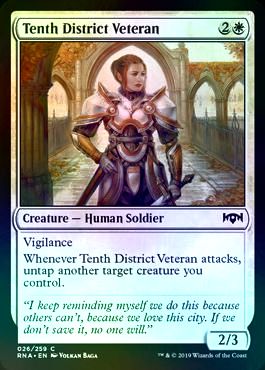 Tenth District Veteran 2
Creature — Human Soldier
Vigilance
Whenever Tenth District Veteran attacks,
untap another target creature you
control.
“I keep reminding myself we do this because
others can’t, because we love this city. If we
don’t save it, no one will.”
2/3
026/259 C
RNA • EN VOLKAN BAGA
™ & © 2019 Wizards of the Coast